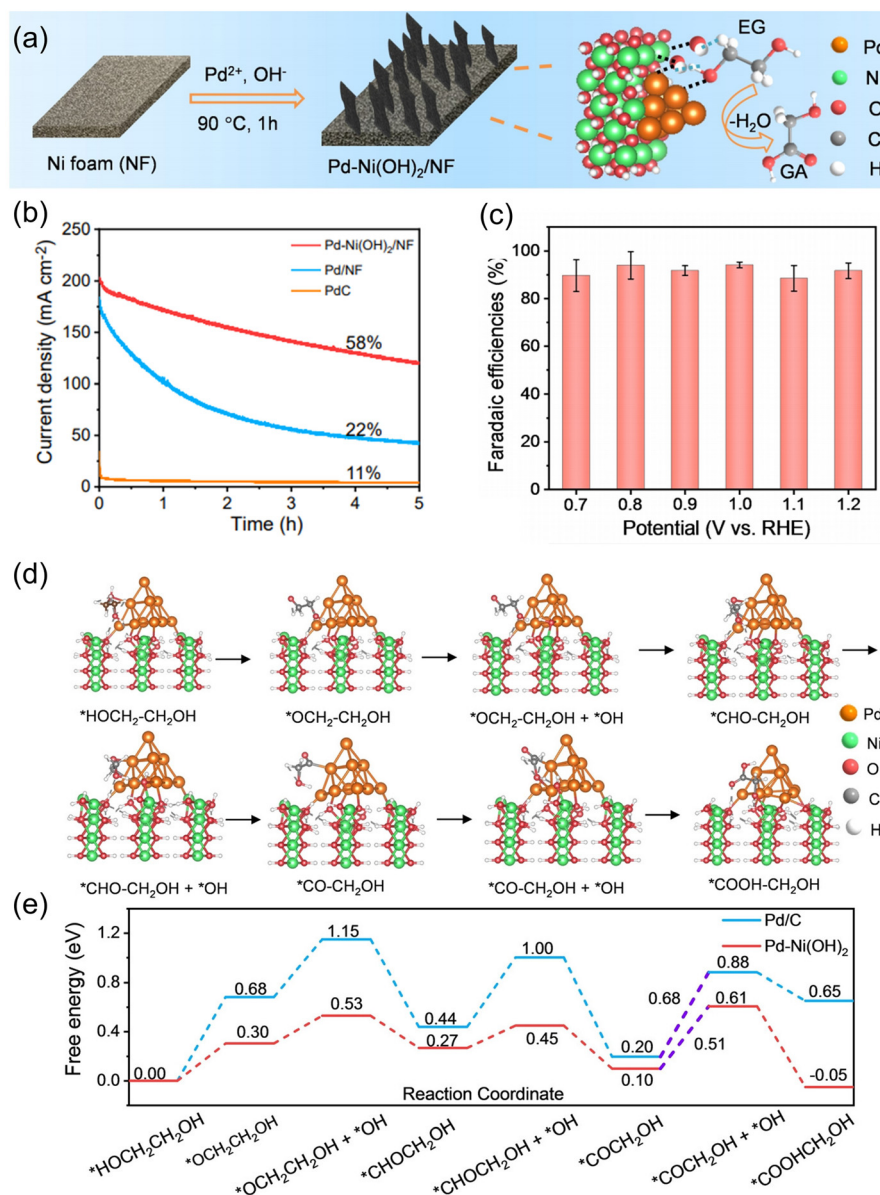 (a)
Ni foam (NF)
Pd²⁺, OH⁻
90 °C, 1h
Pd-Ni(OH)₂/NF
EG
-H₂O
GA
Pd
N
O
C
H
(b)
Current density (mA cm⁻²)
250
200
150
100
50
0
Pd-Ni(OH)₂/NF
Pd/NF
PdC
58%
22%
11%
0 1 2 3 4 5
Time (h)
(c)
Faradaic efficiencies (%)
100
80
60
40
20
0
0.7 0.8 0.9 1.0 1.1 1.2
Potential (V vs. RHE)
(d)
*HOCH₂-CH₂OH
*OCH₂-CH₂OH
*OCH₂-CH₂OH + *OH
*CHO-CH₂OH
*CHO-CH₂OH + *OH
*CO-CH₂OH
*CO-CH₂OH + *OH
*COOH-CH₂OH
Pd
Ni
O
C
H
(e)
Free energy (eV)
1.2
0.8
0.4
0.0
Pd/C
Pd-Ni(OH)₂
0.00
0.68
0.30
1.15
0.53
0.44
0.27
1.00
0.45
0.20
0.10
0.68
0.51
0.88
0.61
0.65
-0.05
Reaction Coordinate
*HOCH₂CH₂OH
*OCH₂CH₂OH
*OCH₂CH₂OH + *OH
*CHOCH₂OH
*CHOCH₂OH + *OH
*COCH₂OH
*COCH₂OH + *OH
*COOHCH₂OH